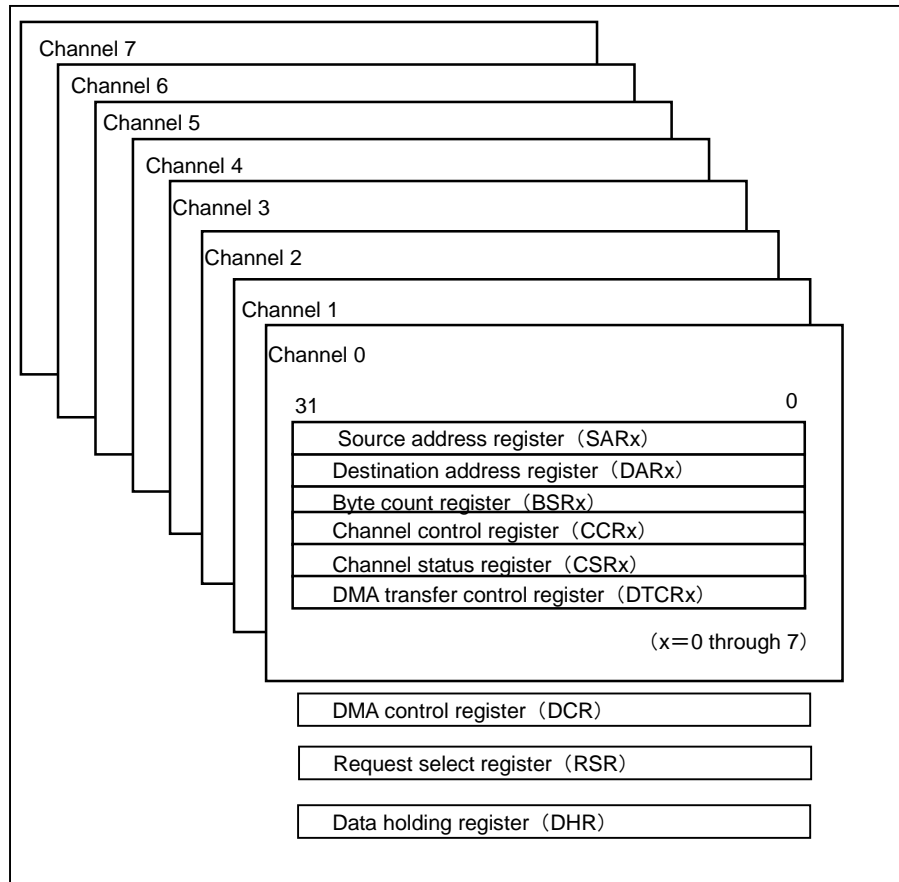 Channel 7
Channel 6
Channel 5
Channel 4
Channel 3
Channel 2
Channel 1
Channel 0
31 0
Source address register（SARx）
Destination address register（DARx）
Byte count register（BSRx）
Channel control register（CCRx）
Channel status register（CSRx）
DMA transfer control register（DTCRx）
（x＝0 through 7）
DMA control register（DCR）
Request select register（RSR）
Data holding register（DHR）